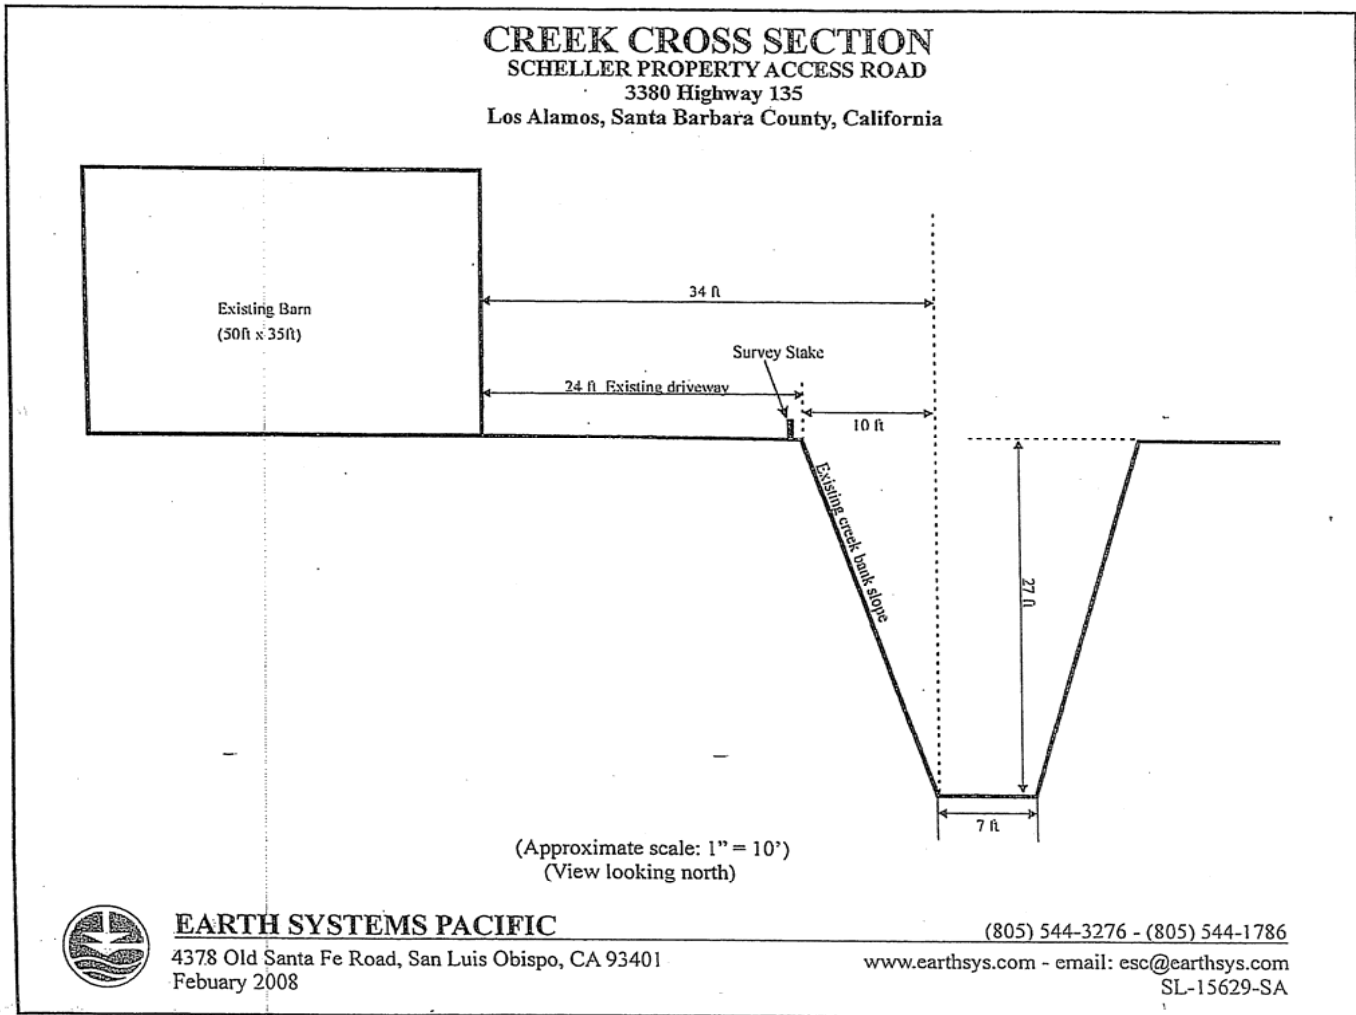 CREEK CROSS SECTION
SCHELLER PROPERTY ACCESS ROAD
3380 Highway 135
Los Alamos, Santa Barbara County, California
34 ft
Existing Barn
(50ft x 35ft)
Survey Stake
24 ft Existing driveway
10 ft
Existing creek bank slope
27 ft
7 ft
(Approximate scale: 1” = 10’)
(View looking north)
EARTH SYSTEMS PACIFIC
4378 Old Santa Fe Road, San Luis Obispo, CA 93401
Febuary 2008
(805) 544-3276 - (805) 544-1786
www.earthsys.com - email: esc@earthsys.com
SL-15629-SA